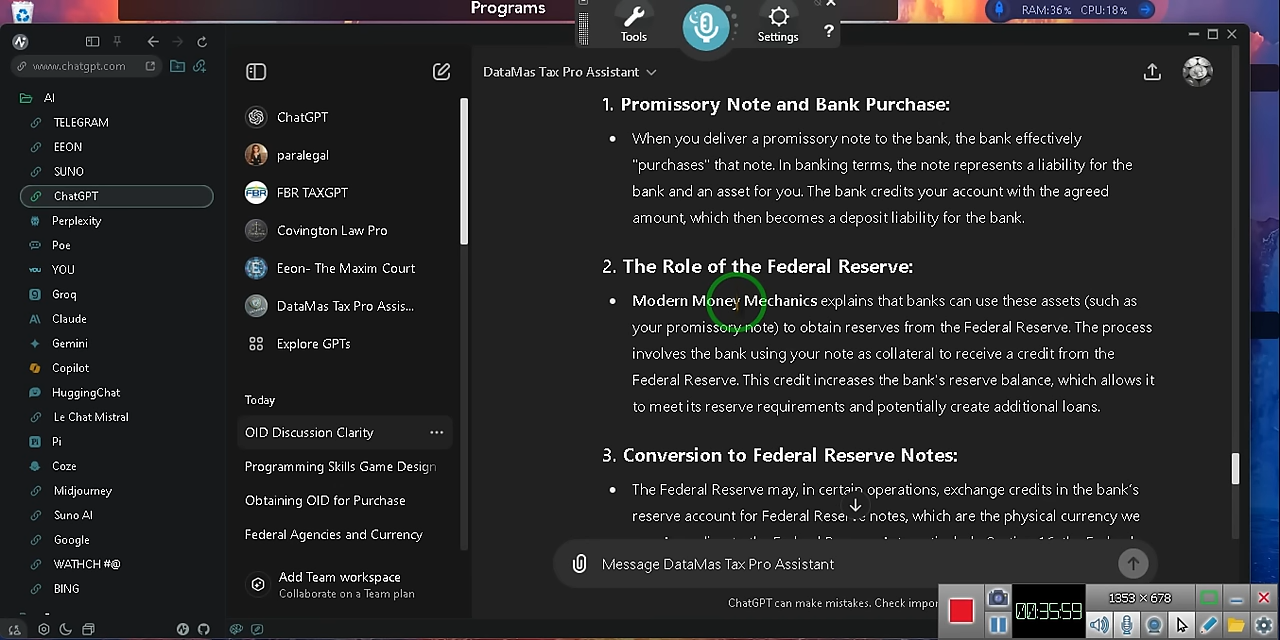 Programs
Tools
Settings
?
RAM:36% CPU:18%
www.chatgpt.com
AI
TELEGRAM
EEON
SUNO
ChatGPT
Perplexity
Poe
YOU
Groq
Claude
Gemini
Copilot
HuggingChat
Le Chat Mistral
Pi
Coze
Midjourney
Suno AI
Google
WATHCH #@
BING
ChatGPT
paralegal
FBR TAXGPT
Covington Law Pro
Eeon- The Maxim Court
DataMas Tax Pro Assis...
Explore GPTs
Today
OID Discussion Clarity
Programming Skills Game Design
Obtaining OID for Purchase
Federal Agencies and Currency
Add Team workspace
Collaborate on a Team plan
DataMas Tax Pro Assistant
1. Promissory Note and Bank Purchase:
When you deliver a promissory note to the bank, the bank effectively
"purchases" that note. In banking terms, the note represents a liability for the
bank and an asset for you. The bank credits your account with the agreed
amount, which then becomes a deposit liability for the bank.
2. The Role of the Federal Reserve:
Modern Money Mechanics explains that banks can use these assets (such as
your promissory note) to obtain reserves from the Federal Reserve. The process
involves the bank using your note as collateral to receive a credit from the
Federal Reserve. This credit increases the bank's reserve balance, which allows it
to meet its reserve requirements and potentially create additional loans.
3. Conversion to Federal Reserve Notes:
The Federal Reserve may, in certain operations, exchange credits in the bank's
reserve account for Federal Reserve notes, which are the physical currency we
Message DataMas Tax Pro Assistant
ChatGPT can make mistakes. Check impor
00:35:59
1353 × 678